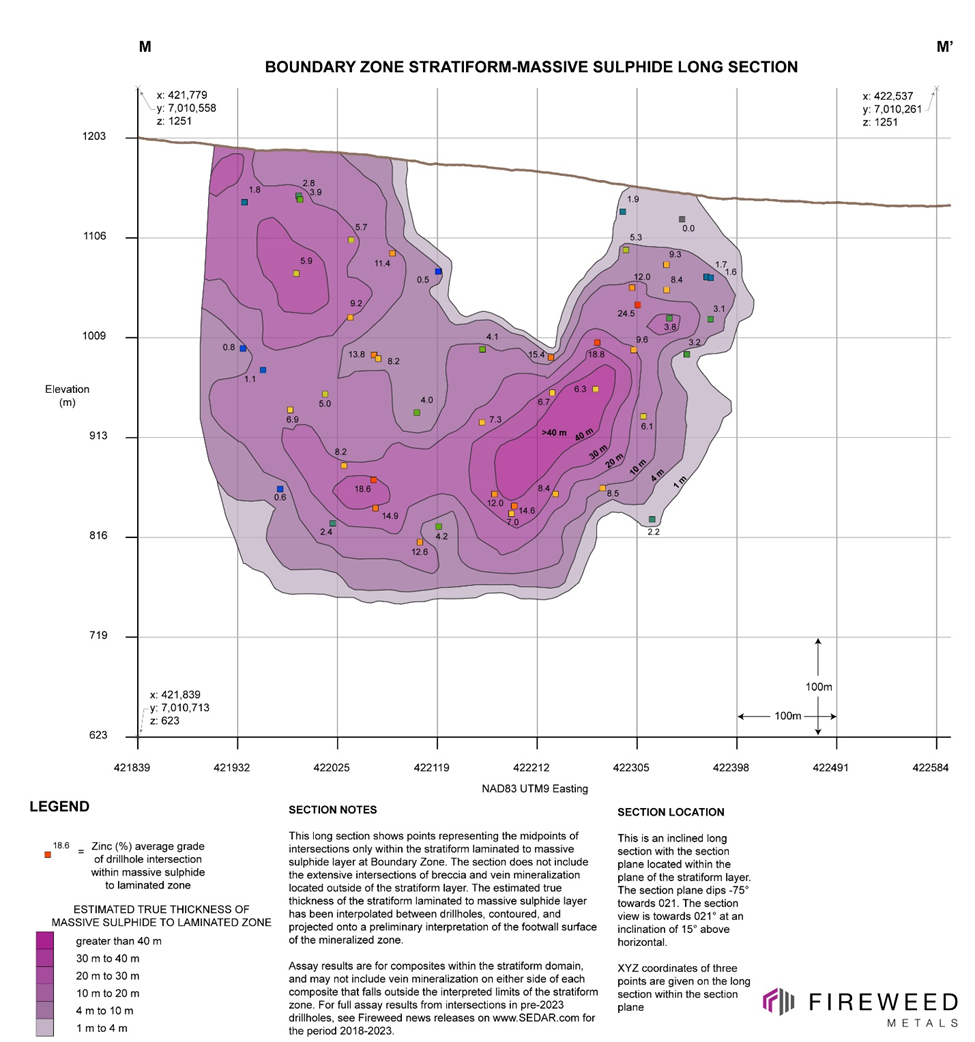 M
M'
BOUNDARY ZONE STRATIFORM-MASSIVE SULPHIDE LONG SECTION
x: 421,779
y: 7,010,558
z: 1251
x: 422,537
y: 7,010,261
z: 1251
1203
1106
1009
Elevation
(m)
913
816
719
623
1.8
2.8
3.9
5.7
5.9
11.4
0.5
9.2
0.8
1.1
13.8
8.2
4.1
5.0
6.9
4.0
7.3
8.2
18.6
14.9
0.6
2.4
4.2
12.6
1.9
0.0
5.3
9.3
12.0
8.4
1.7
1.6
24.5
3.8
3.1
15.4
18.8
9.6
3.2
6.7
6.3
6.1
>40 m
40 m
30 m
20 m
10 m
4 m
1 m
12.0
8.4
14.6
7.0
8.5
2.2
x: 421,839
y: 7,010,713
z: 623
100m
100m
421839
421932
422025
422119
422212
422305
422398
422491
422584
NAD83 UTM9 Easting
LEGEND
18.6 = Zinc (%) average grade
of drillhole intersection
within massive sulphide
to laminated zone
ESTIMATED TRUE THICKNESS OF
MASSIVE SULPHIDE TO LAMINATED ZONE
greater than 40 m
30 m to 40 m
20 m to 30 m
10 m to 20 m
4 m to 10 m
1 m to 4 m
SECTION NOTES
This long section shows points representing the midpoints of
intersections only within the stratiform laminated to massive
sulphide layer at Boundary Zone. The section does not include
the extensive intersections of breccia and vein mineralization
located outside of the stratiform layer. The estimated true
thickness of the stratiform laminated to massive sulphide layer
has been interpolated between drillholes, contoured, and
projected onto a preliminary interpretation of the footwall surface
of the mineralized zone.
Assay results are for composites within the stratiform domain,
and may not include vein mineralization on either side of each
composite that falls outside the interpreted limits of the stratiform
zone. For full assay results from intersections in pre-2023
drillholes, see Fireweed news releases on www.SEDAR.com for
the period 2018-2023.
SECTION LOCATION
This is an inclined long
section with the section
plane located within the
plane of the stratiform layer.
The section plane dips -75°
towards 021. The section
view is towards 021° at an
inclination of 15° above
horizontal.
XYZ coordinates of three
points are given on the long
section within the section
plane
FIREWEED
METALS